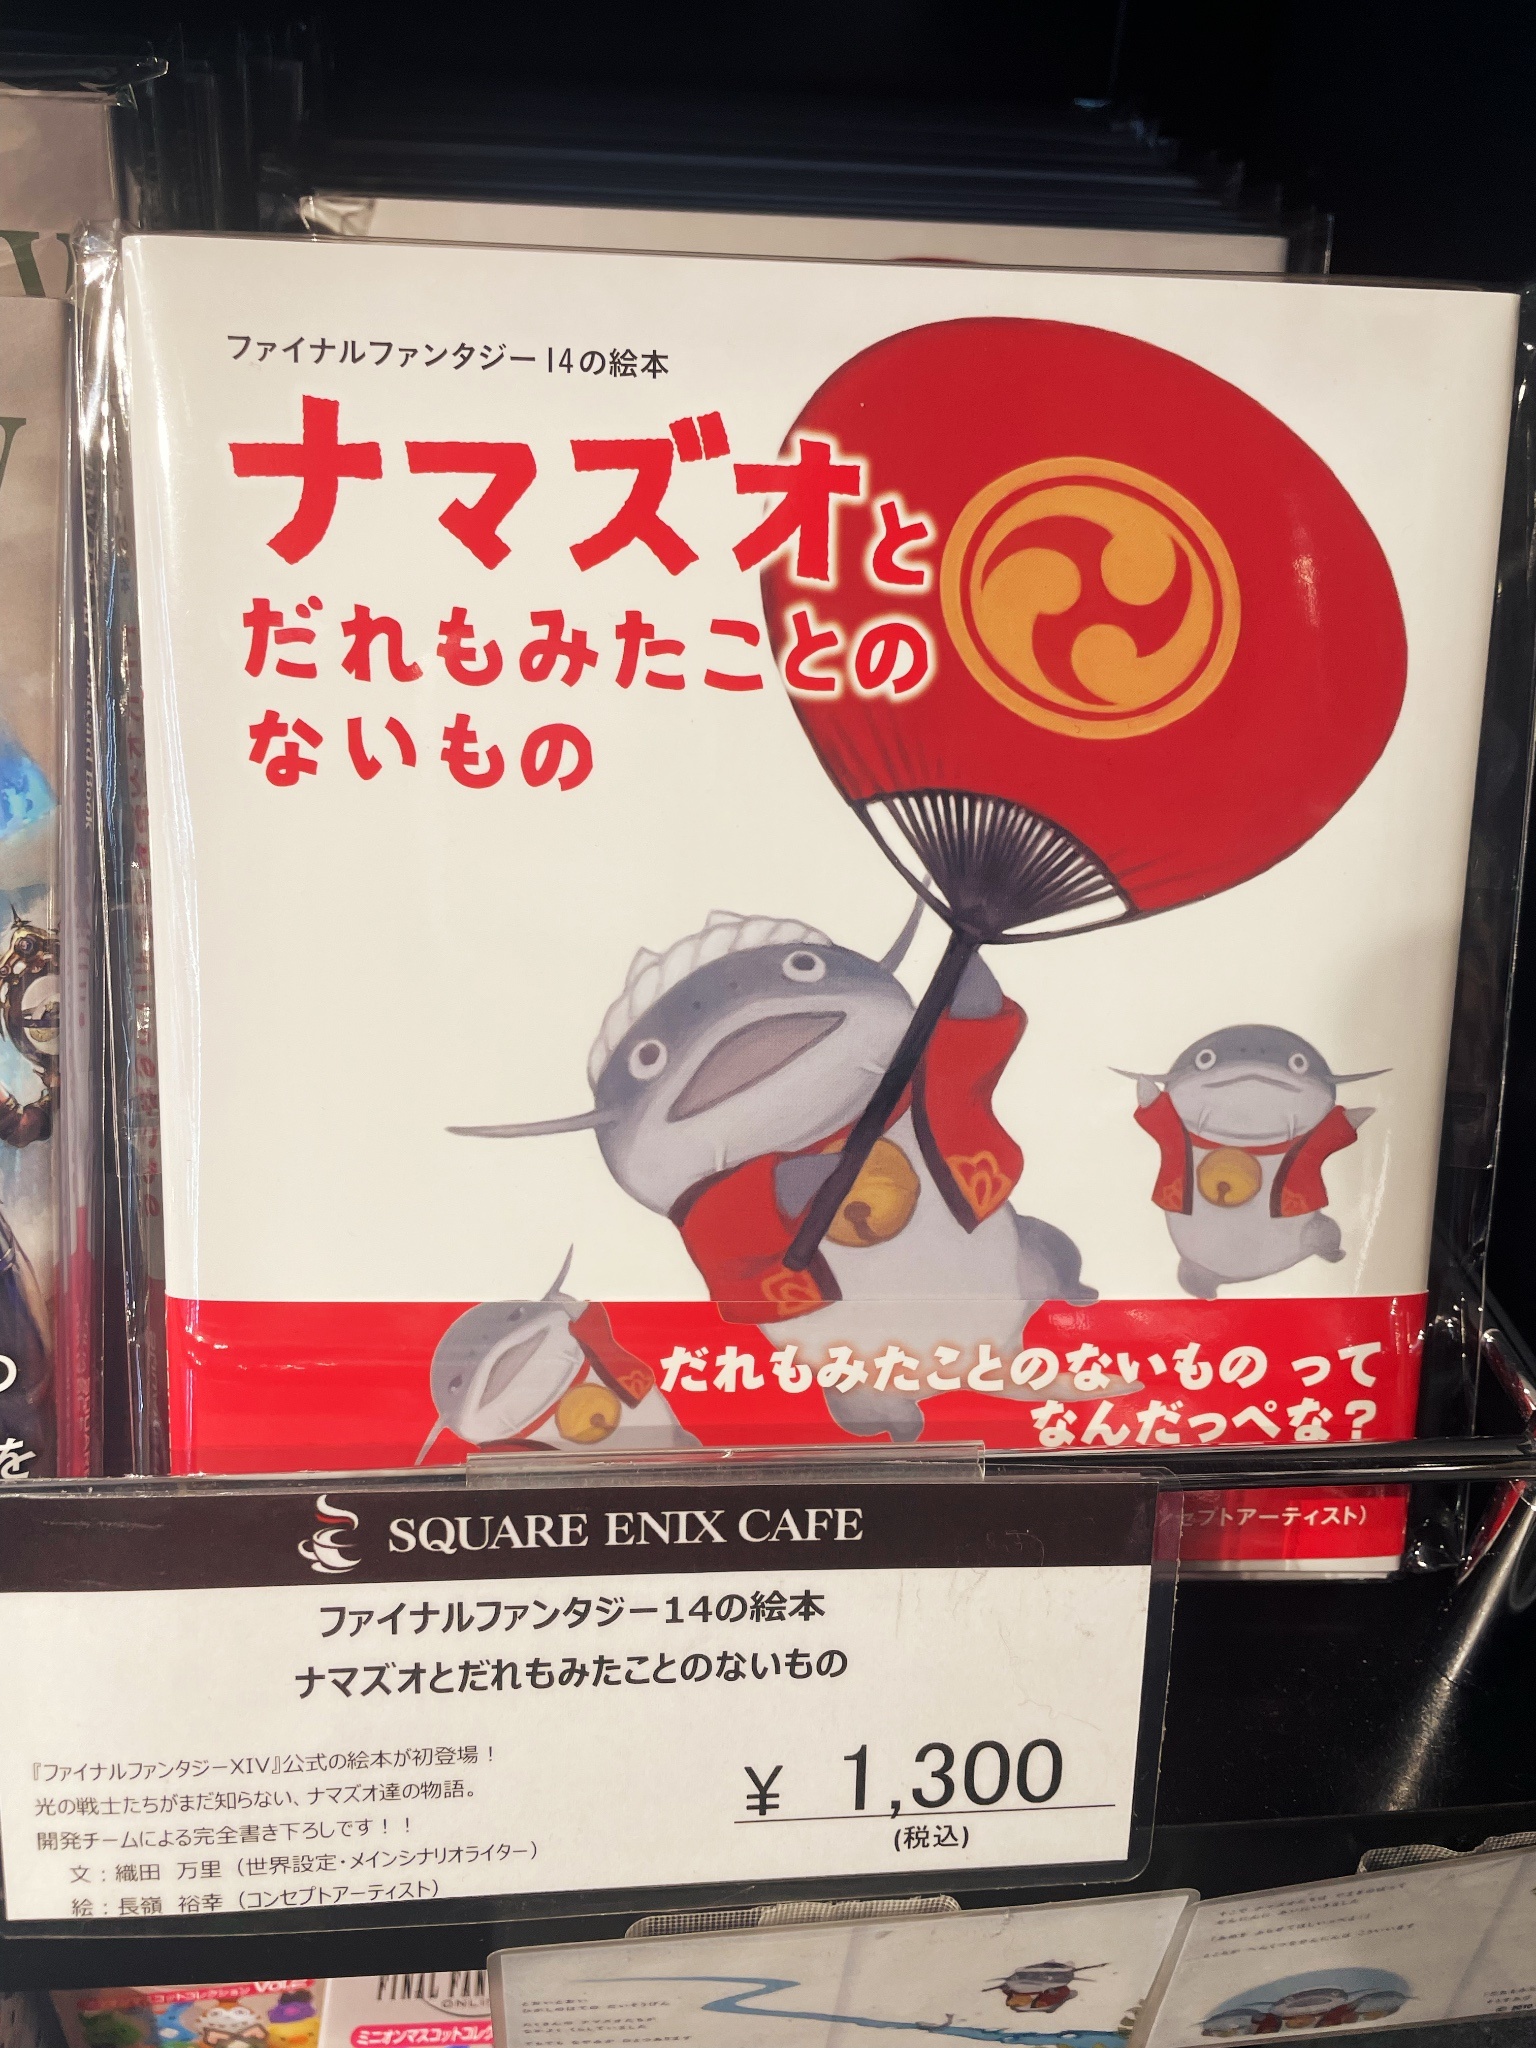 ファイナルファンタジー14の絵本
ナマズオと
だれもみたことの
ないもの
だれもみたことのないもの って
なんだっぺな?
セプトアーティスト)
SQUARE ENIX CAFE
ファイナルファンタジー14の絵本
ナマズオとだれもみたことのないもの
『ファイナルファンタジーXIV』公式の絵本が初登場!
光の戦士たちがまだ知らない、ナマズオ達の物語。
開発チームによる完全書き下ろしです!!
文:織田 万里(世界設定・メインシナリオライター)
絵:長嶺 裕幸(コンセプトアーティスト)
¥ 1,300
(税込)
を
FINAL FAN
ミニオンマスコットコレク